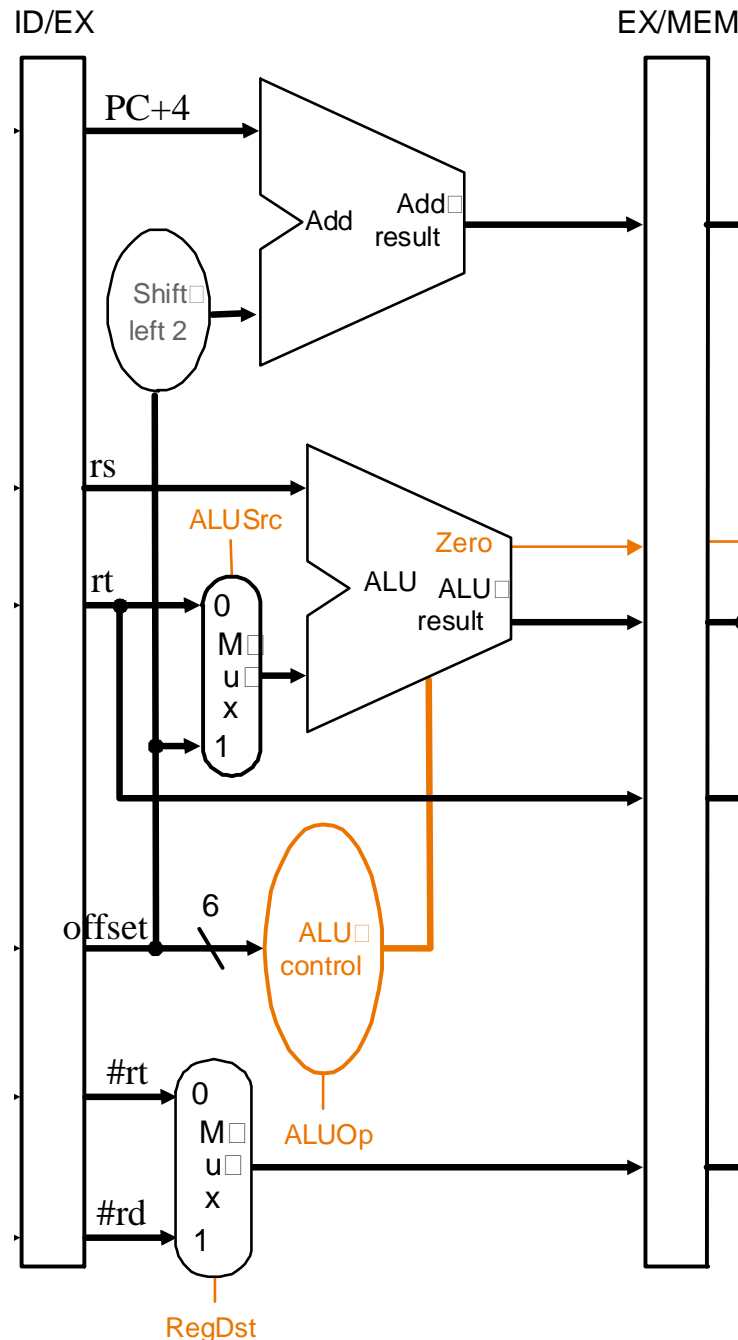 ID/EX
EX/MEM
PC+4
Add
Add
result
Shift
left 2
rs
ALUSrc
Zero
rt
0
M
u
x
1
ALU
ALU
result
6
offset
ALU
control
#rt
0
M
u
x
1
ALUOp
#rd
RegDst